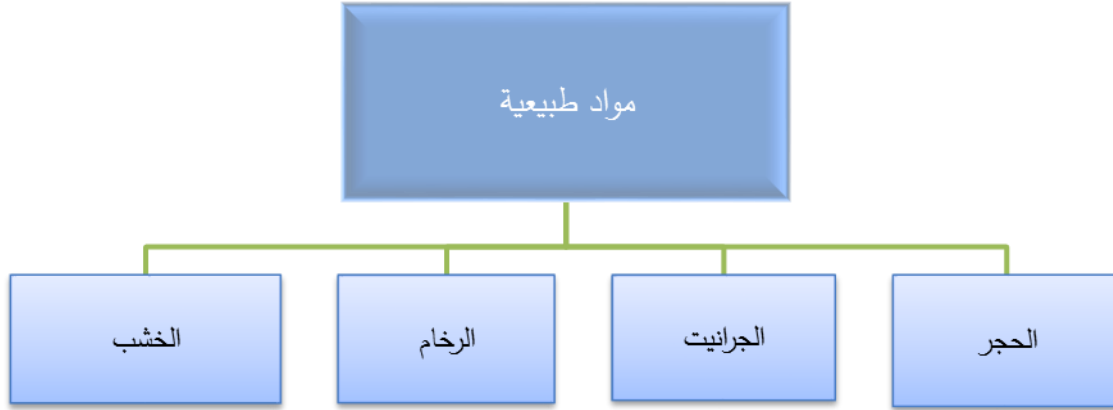 مواد طبيعية
الحجر
الجرانيت
الرخام
الخشب